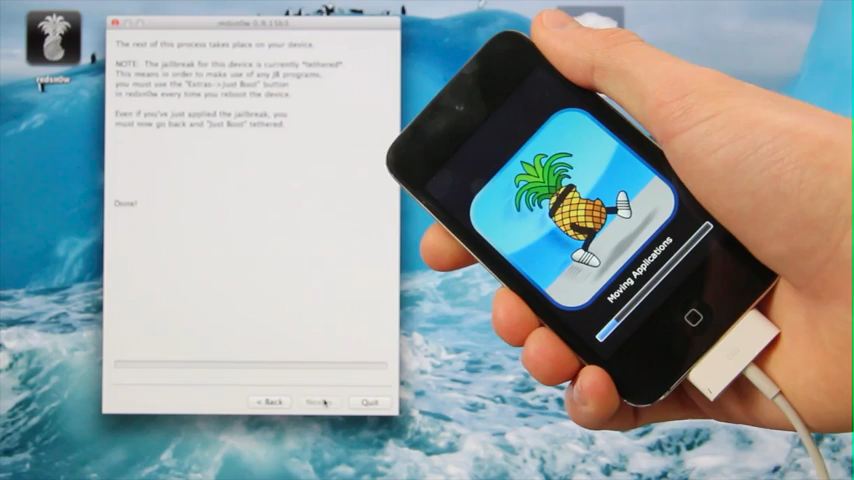 redsn0w 0.9.15b3
The rest of this process takes place on your device.
NOTE: The jailbreak for this device is currently *tethered*.
This means in order to make use of any JB programs,
you must use the "Extras->Just Boot" button
in redsn0w every time you reboot the device.
Even if you've just applied the jailbreak, you
must now go back and "Just Boot" tethered.
Done!
< Back
Quit
redsn0w
Moving Applications